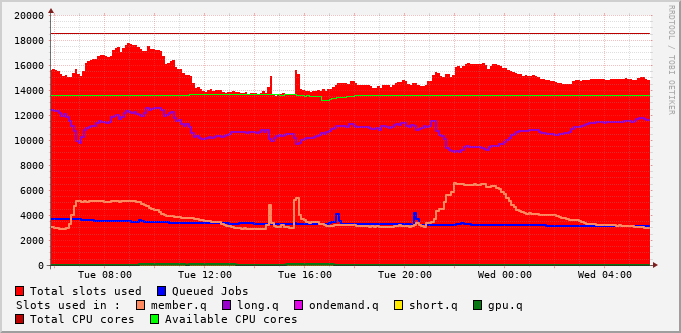 20000
18000
16000
14000
12000
10000
8000
6000
4000
2000
0
Tue 08:00 Tue 12:00 Tue 16:00 Tue 20:00 Wed 00:00 Wed 04:00
Total slots used Queued Jobs
Slots used in : member.q long.q ondemand.q short.q gpu.q
Total CPU cores Available CPU cores
RRDTOOL / TOBI OETIKER